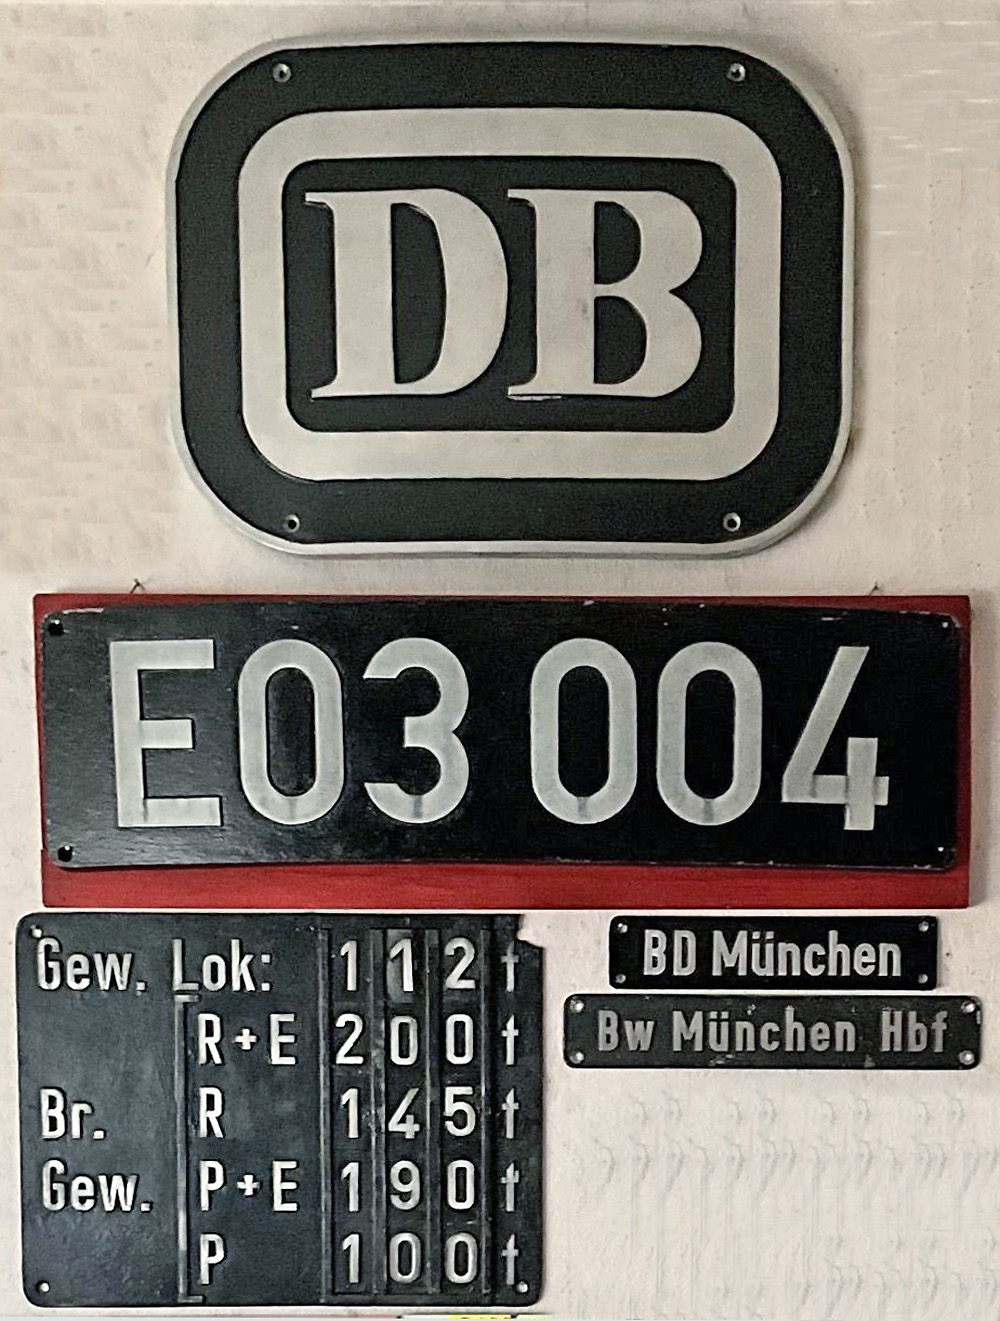 DB
E03 004
Gew. Lok: 112 t
R+E 200 t
Br. R 145 t
Gew. P+E 190 t
P 100 t
BD München
Bw München Hbf